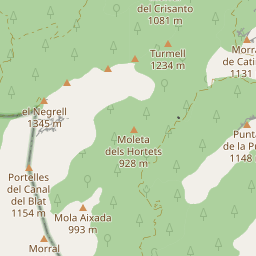 del Crisanto
1081 m
Turmell
1234 m
Morral
de Cati
1131
el Negrell
1345 m
Moleta
dels Hortets
928 m
Punta
de la
1148
Portelles
del Canal
del Blat
1154 m
Mola Aixada
993 m
Morral